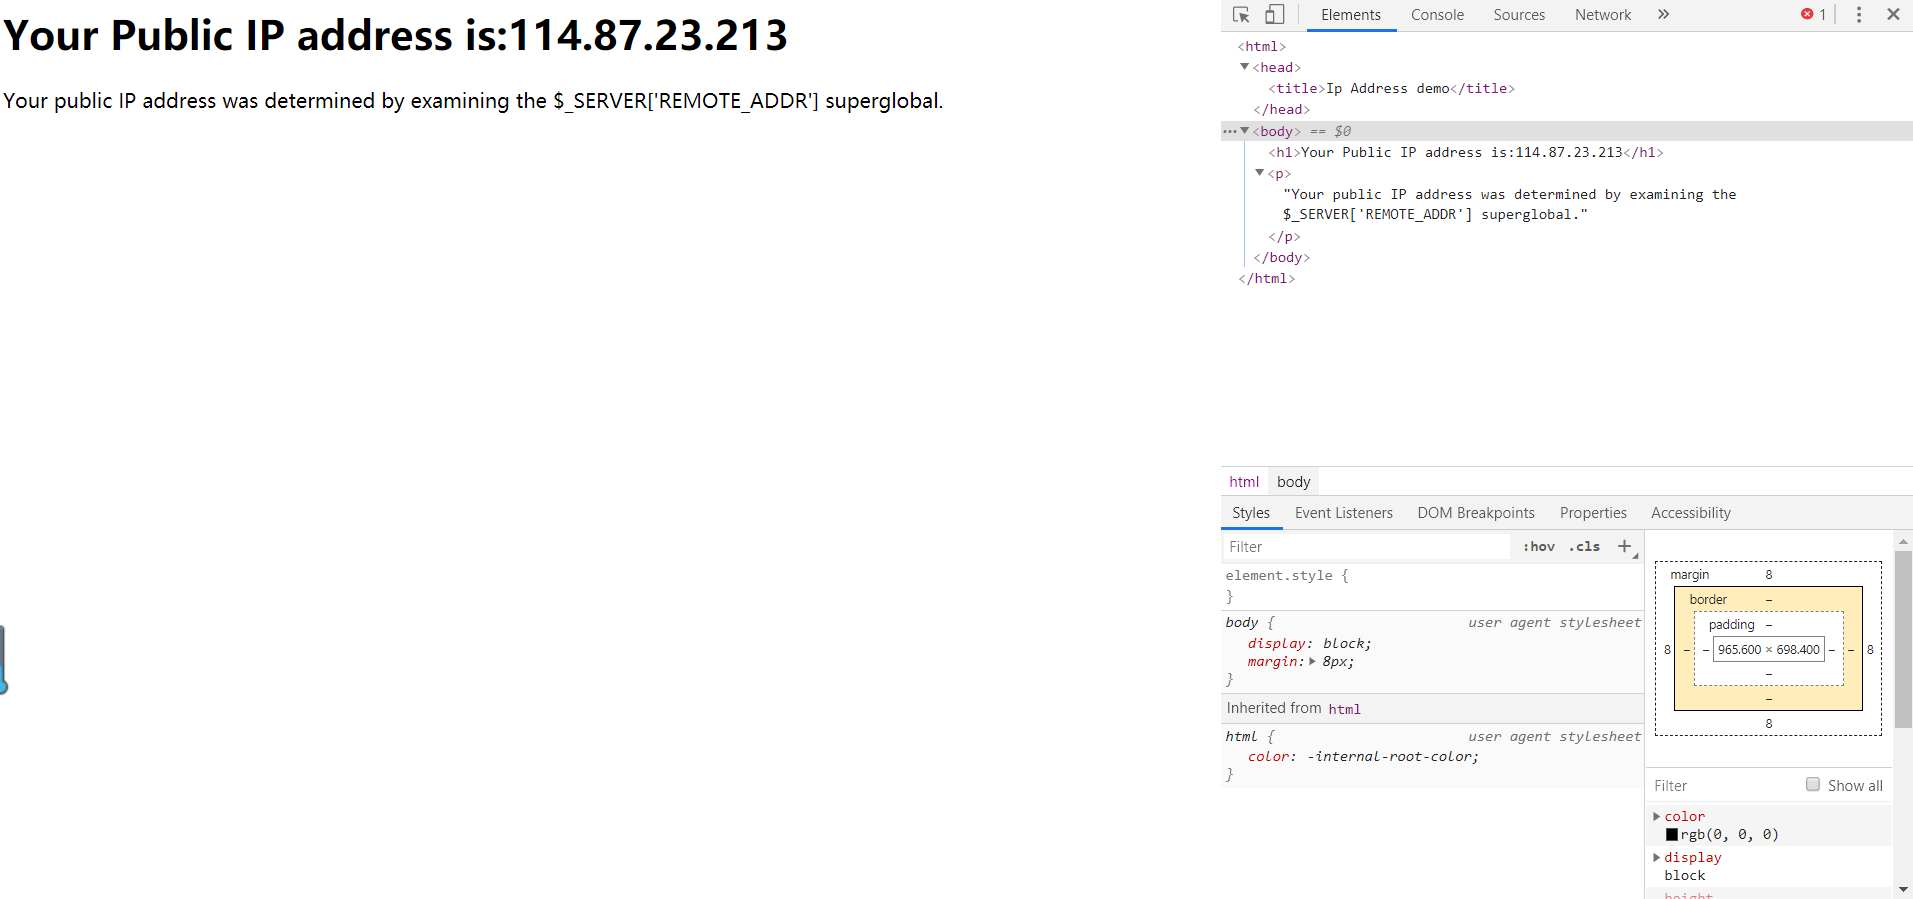 Your Public IP address is:114.87.23.213
Your public IP address was determined by examining the $_SERVER['REMOTE_ADDR'] superglobal.
Elements Console Sources Network » 1
<html>
<head>
<title>Ip Address demo</title>
</head>
<body> == $0
<h1>Your Public IP address is:114.87.23.213</h1>
<p>
"Your public IP address was determined by examining the
$_SERVER['REMOTE_ADDR'] superglobal."
</p>
</body>
</html>
html body
Styles Event Listeners DOM Breakpoints Properties Accessibility
Filter :hov .cls +
element.style {
}
body { user agent stylesheet
display: block;
margin: 8px;
}
Inherited from html
html { user agent stylesheet
color: -internal-root-color;
}
margin 8
border –
padding –
8 – – 965.600 × 698.400 – – 8
–
–
8
Filter Show all
color
rgb(0, 0, 0)
display
block
height